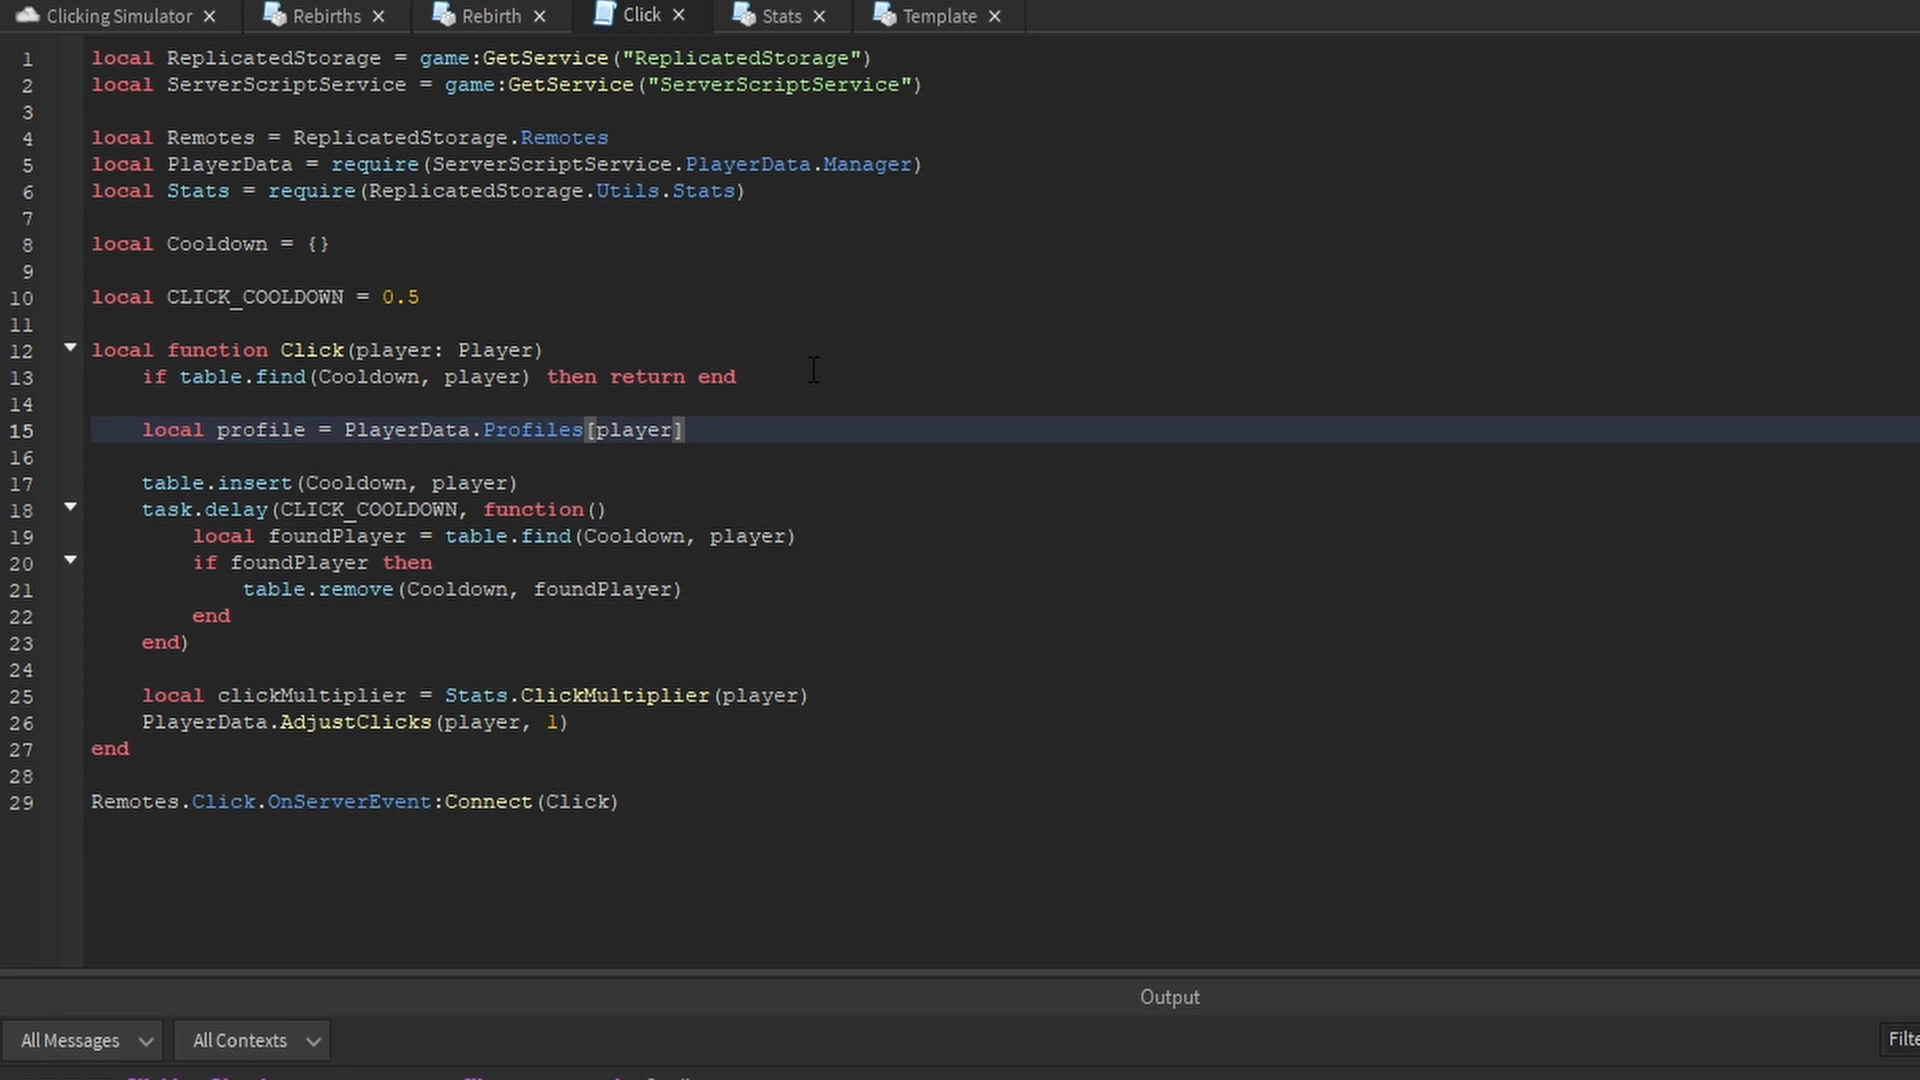 Clicking Simulator × Rebirths × Rebirth × Click × Stats × Template ×
1 local ReplicatedStorage = game:GetService("ReplicatedStorage")
2 local ServerScriptService = game:GetService("ServerScriptService")
3
4 local Remotes = ReplicatedStorage.Remotes
5 local PlayerData = require(ServerScriptService.PlayerData.Manager)
6 local Stats = require(ReplicatedStorage.Utils.Stats)
7
8 local Cooldown = {}
9
10 local CLICK_COOLDOWN = 0.5
11
12 local function Click(player: Player)
13 if table.find(Cooldown, player) then return end
14
15 local profile = PlayerData.Profiles[player]
16
17 table.insert(Cooldown, player)
18 task.delay(CLICK_COOLDOWN, function()
19 local foundPlayer = table.find(Cooldown, player)
20 if foundPlayer then
21 table.remove(Cooldown, foundPlayer)
22 end
23 end)
24
25 local clickMultiplier = Stats.ClickMultiplier(player)
26 PlayerData.AdjustClicks(player, 1)
27 end
28
29 Remotes.Click.OnServerEvent:Connect(Click)
Output
All Messages All Contexts Filte